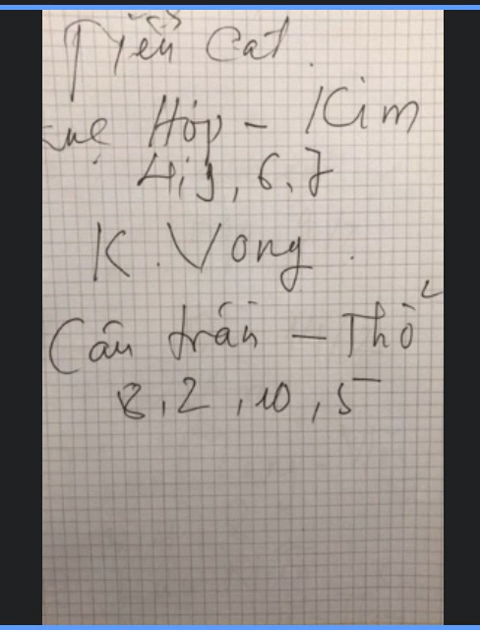 Tiểu Cát.
Hợp - Kim
4, 9, 6, 7
K. Vong.
Câu trần - Thổ
8, 2, 10, 5